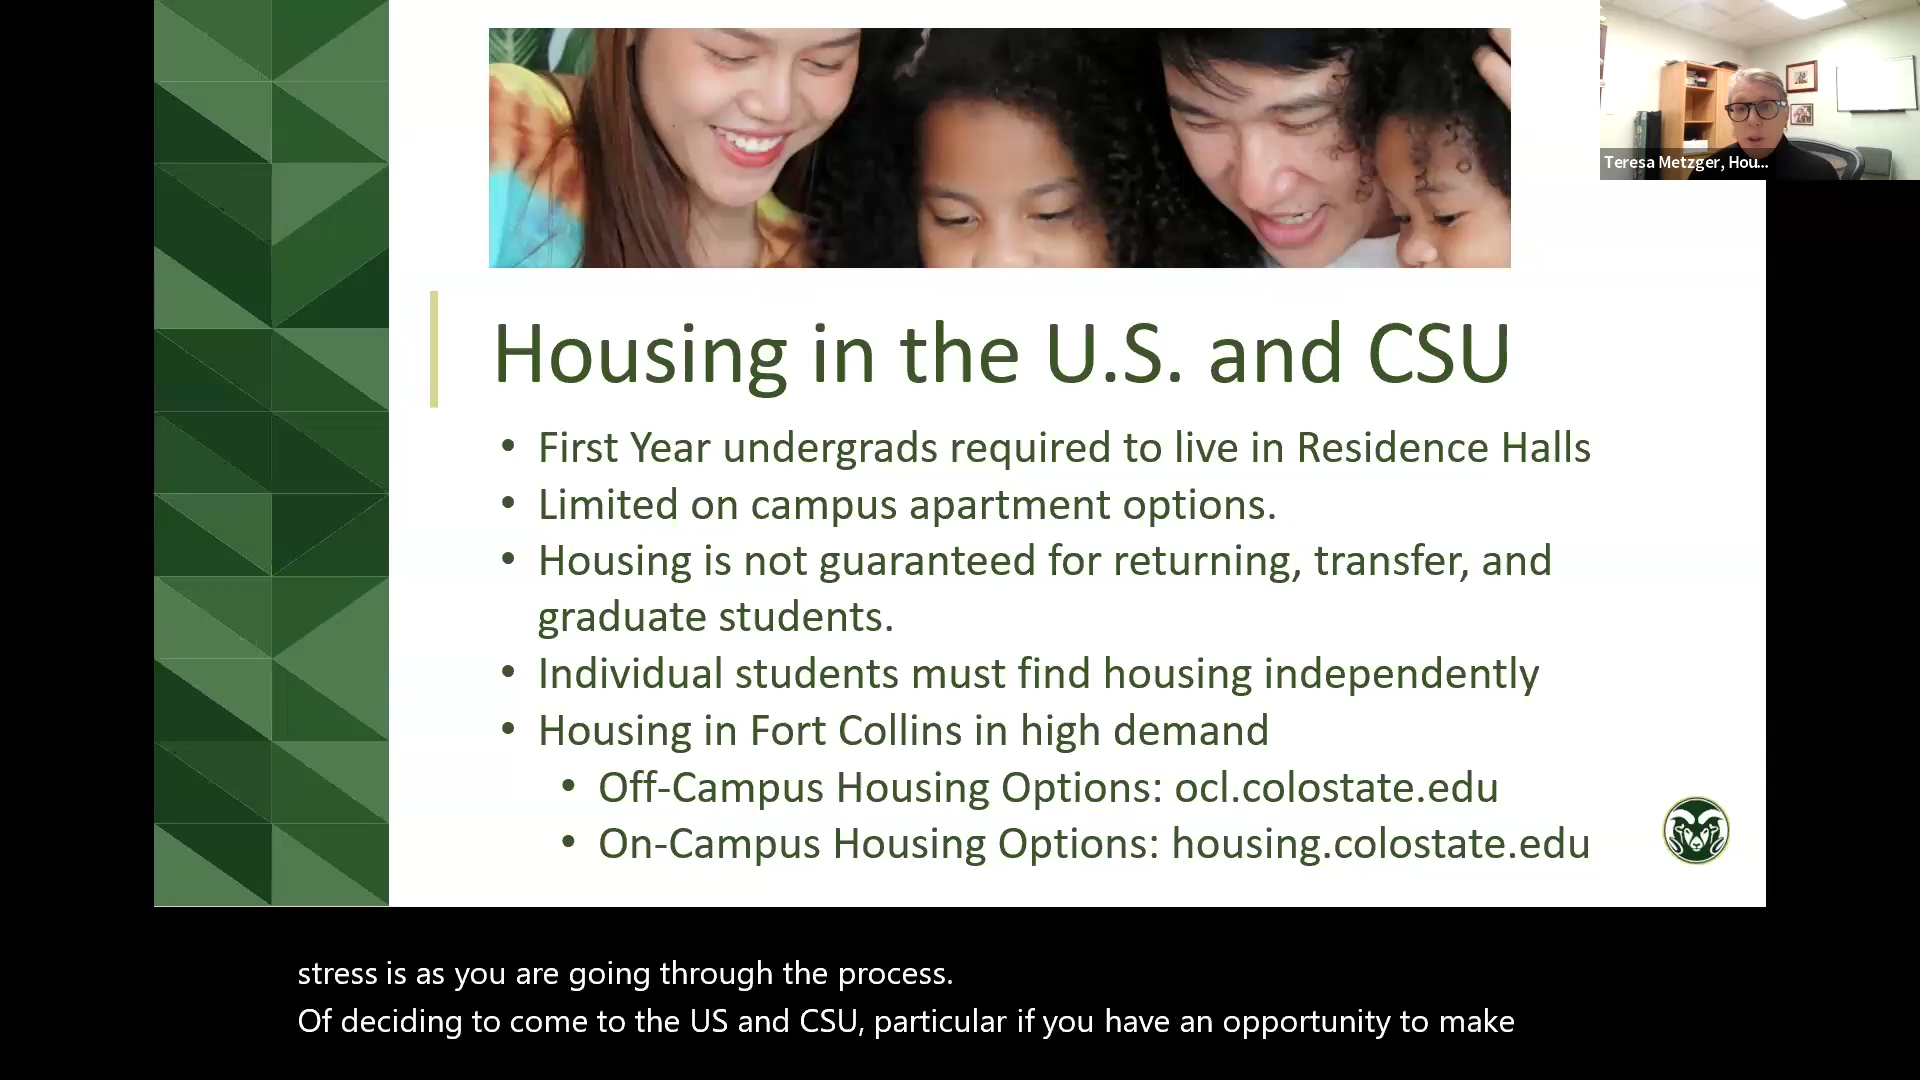 Teresa Metzger, Hou...
Housing in the U.S. and CSU
• First Year undergrads required to live in Residence Halls
• Limited on campus apartment options.
• Housing is not guaranteed for returning, transfer, and
graduate students.
• Individual students must find housing independently
• Housing in Fort Collins in high demand
• Off-Campus Housing Options: ocl.colostate.edu
• On-Campus Housing Options: housing.colostate.edu
stress is as you are going through the process.
Of deciding to come to the US and CSU, particular if you have an opportunity to make